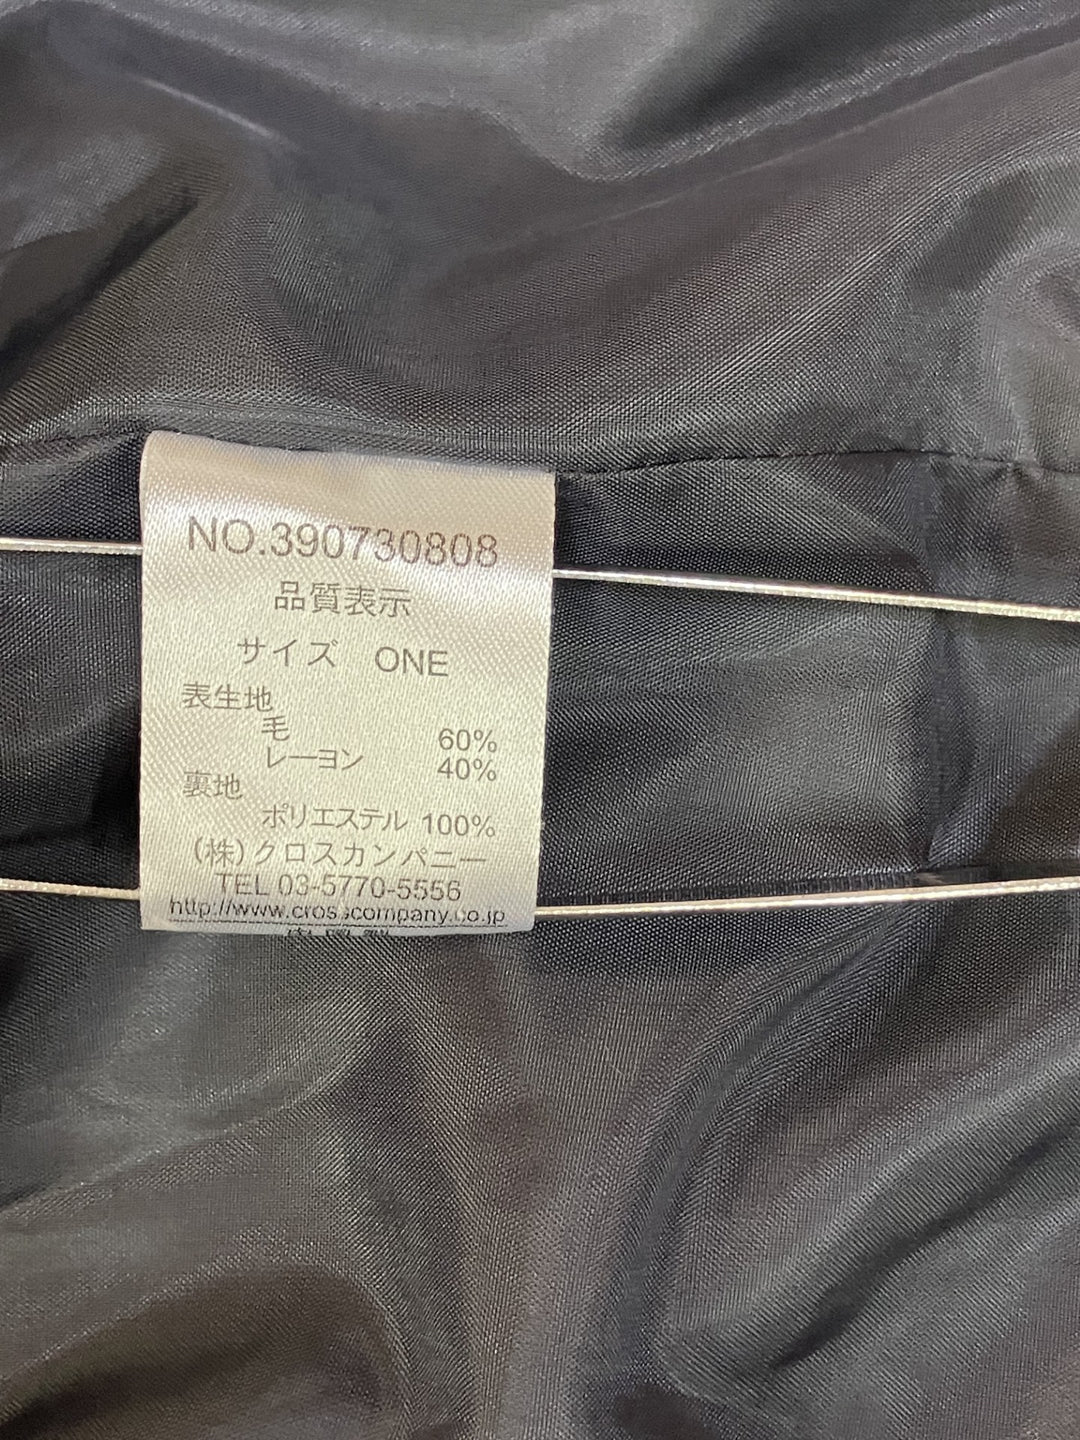 NO.390730808
品質表示
サイズ ONE
表生地
毛 60%
レーヨン 40%
裏地
ポリエステル 100%
(株)クロスカンパニー
TEL 03-5770-5556
http://www.crosscompany.co.jp